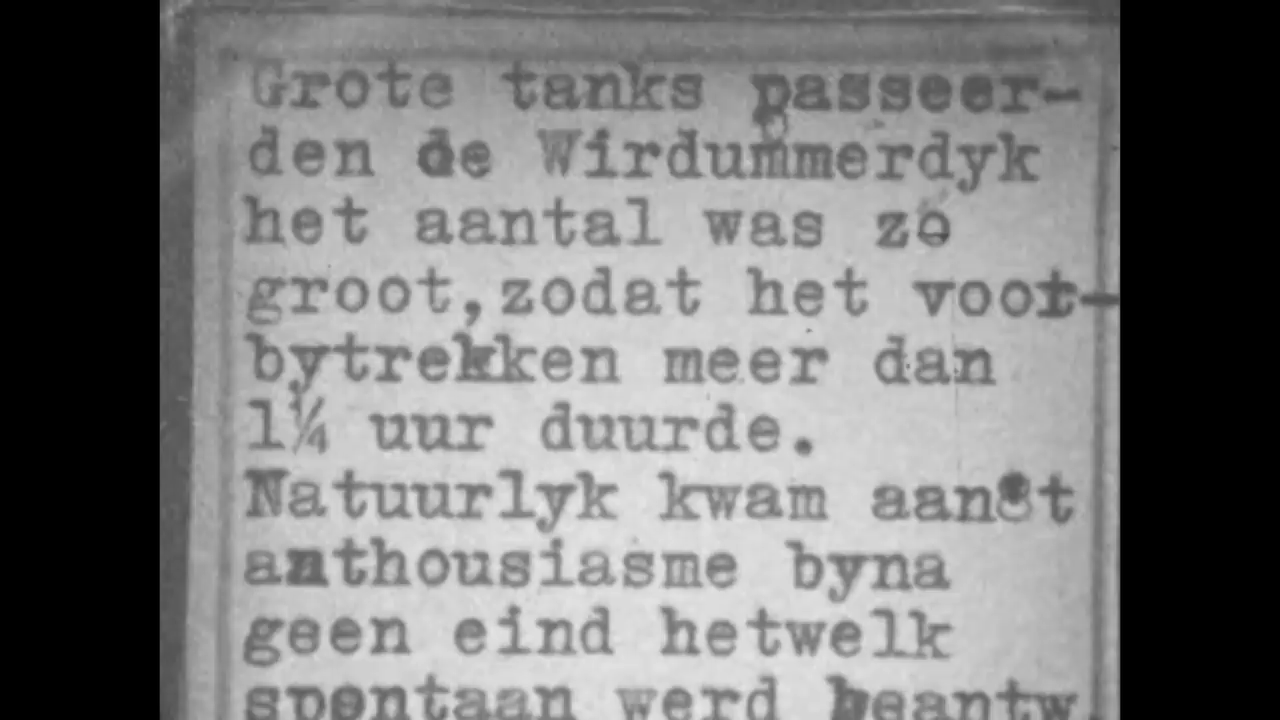 Grote tanks passeer-
den de Wirdummerdyk
het aantal was zo
groot,zodat het voor-
bytrekken meer dan
1¼ uur duurde.
Natuurlyk kwam aan't
anthousiasme byna
geen eind hetwelk
spontaan werd beantw.